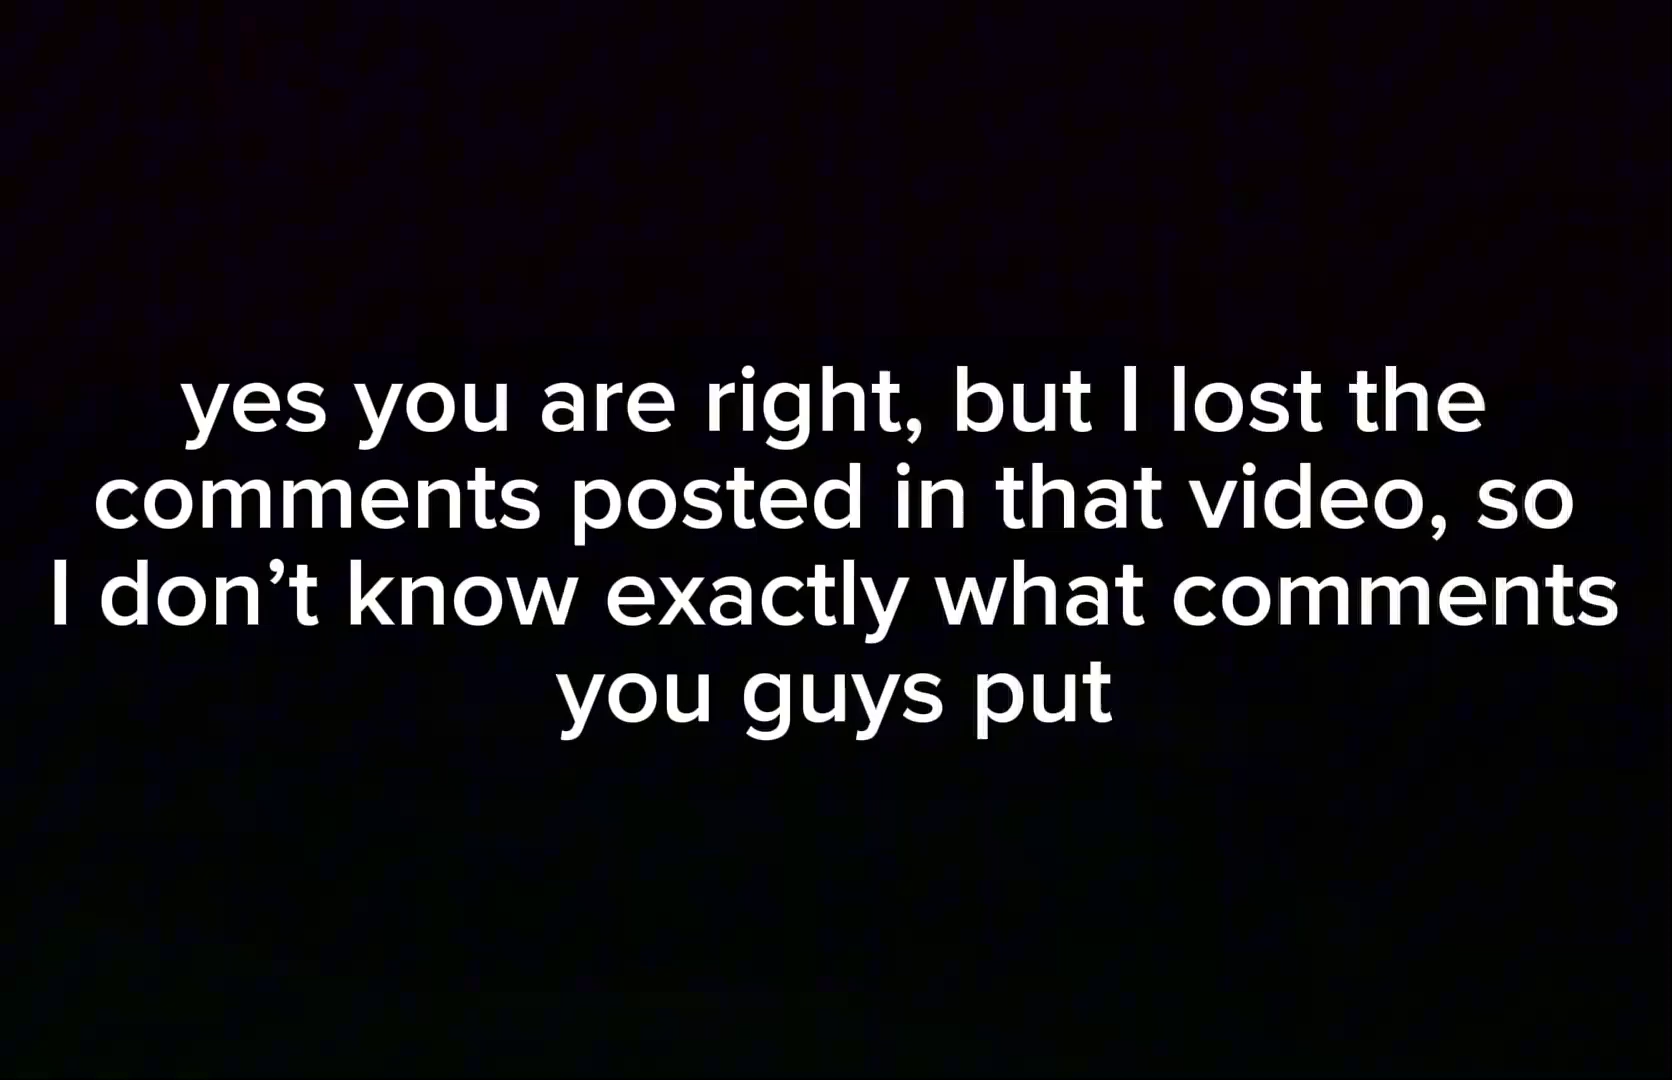 yes you are right, but I lost the
comments posted in that video, so
I don’t know exactly what comments
you guys put